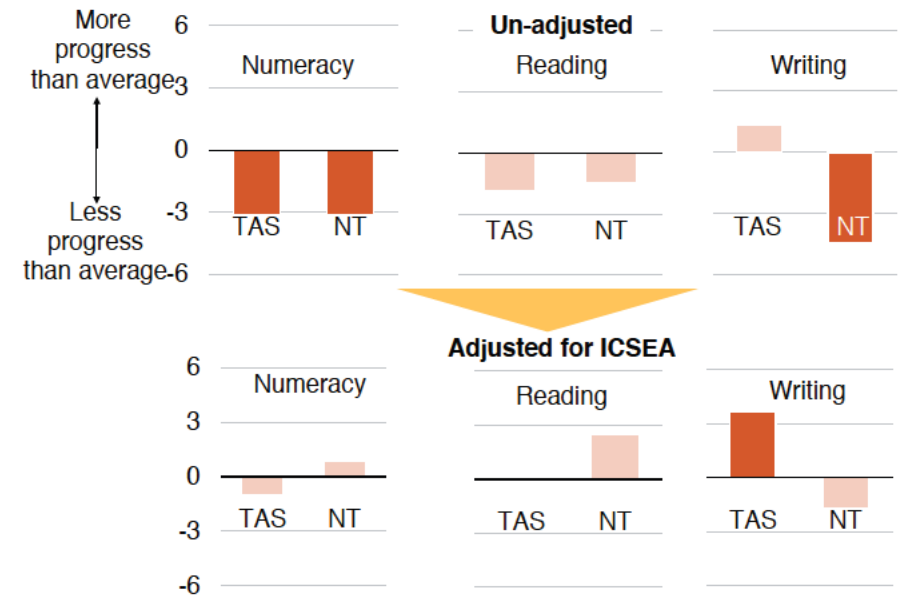 More
progress
than average
Less
progress
than average
Un-adjusted
6
3
0
-3
-6
Numeracy
TAS NT
Reading
TAS NT
Writing
TAS NT
Adjusted for ICSEA
6
3
0
-3
-6
Numeracy
TAS NT
Reading
TAS NT
Writing
TAS NT